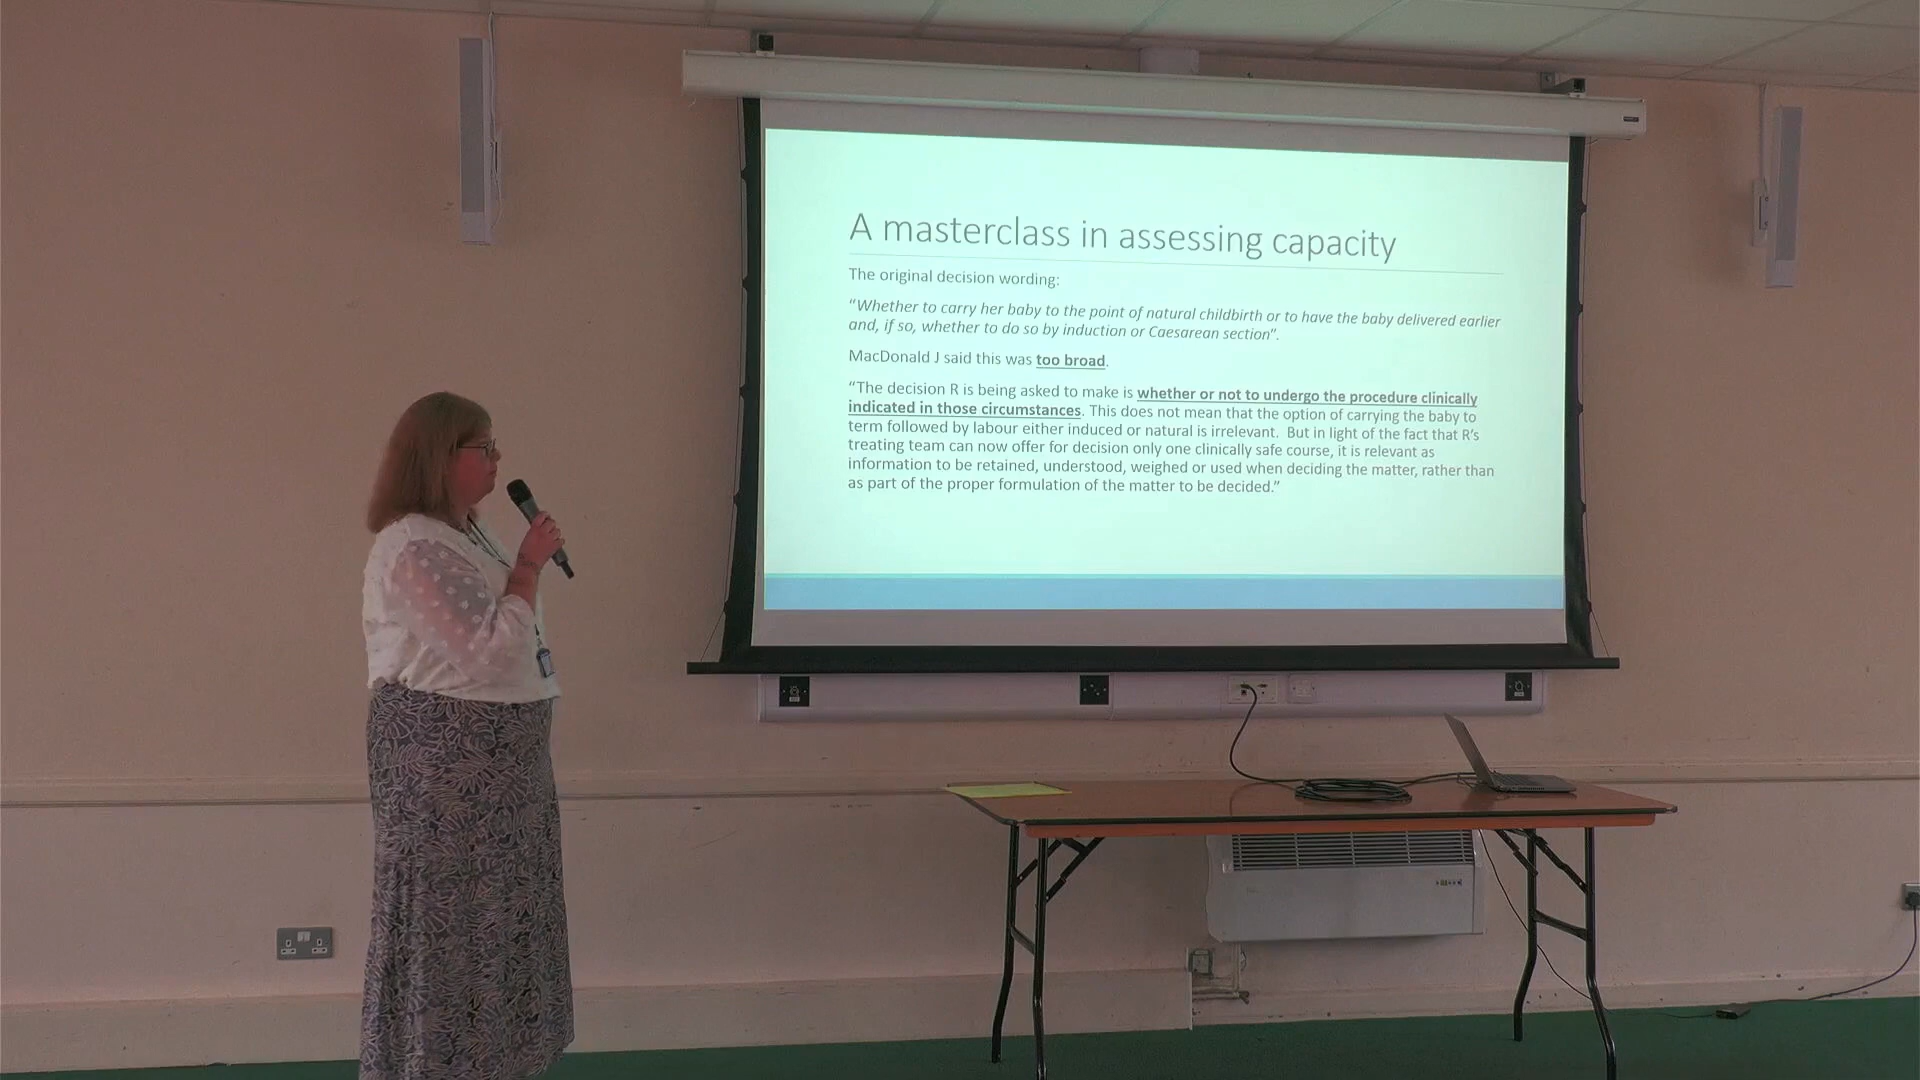 A masterclass in assessing capacity
The original decision wording:
“Whether to carry her baby to the point of natural childbirth or to have the baby delivered earlier
and, if so, whether to do so by induction or Caesarean section”.
MacDonald J said this was too broad.
“The decision R is being asked to make is whether or not to undergo the procedure clinically
indicated in those circumstances. This does not mean that the option of carrying the baby to
term followed by labour either induced or natural is irrelevant.  But in light of the fact that R’s
treating team can now offer for decision only one clinically safe course, it is relevant as
information to be retained, understood, weighed or used when deciding the matter, rather than
as part of the proper formulation of the matter to be decided.”